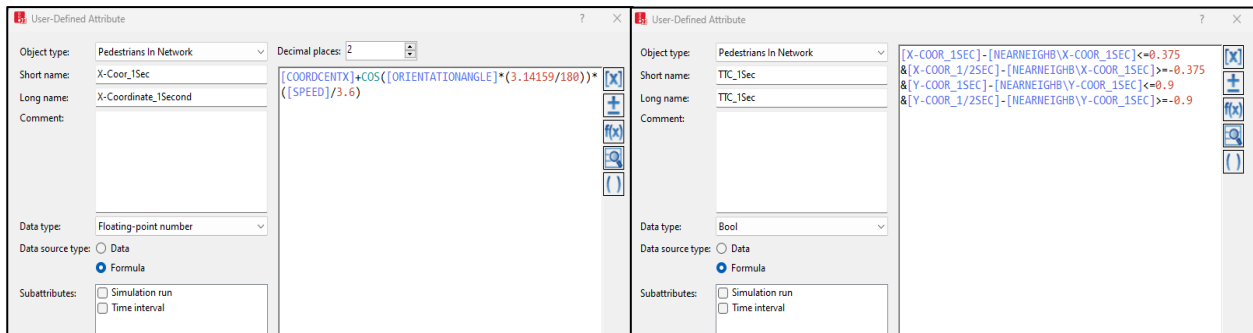 User-Defined Attribute ? ×
Object type: Pedestrians In Network Decimal places: 2
Short name: X-Coor_1Sec
Long name: X-Coordinate_1Second
Comment:
[COORDCENTX]+COS([ORIENTATIONANGLE]*(3.14159/180))*
([SPEED]/3.6)
[x]
±
f(x)
( )
Data type: Floating-point number
Data source type: Data
Formula
Subattributes: Simulation run
Time interval
User-Defined Attribute ? ×
Object type: Pedestrians In Network
Short name: TTC_1Sec
Long name: TTC_1Sec
Comment:
[X-COOR_1SEC]-[NEARNEIGHB\X-COOR_1SEC]<=0.375
&[X-COOR_1/2SEC]-[NEARNEIGHB\X-COOR_1SEC]>=-0.375
&[Y-COOR_1SEC]-[NEARNEIGHB\Y-COOR_1SEC]<=0.9
&[Y-COOR_1/2SEC]-[NEARNEIGHB\Y-COOR_1SEC]>=-0.9
[x]
±
f(x)
( )
Data type: Bool
Data source type: Data
Formula
Subattributes: Simulation run
Time interval